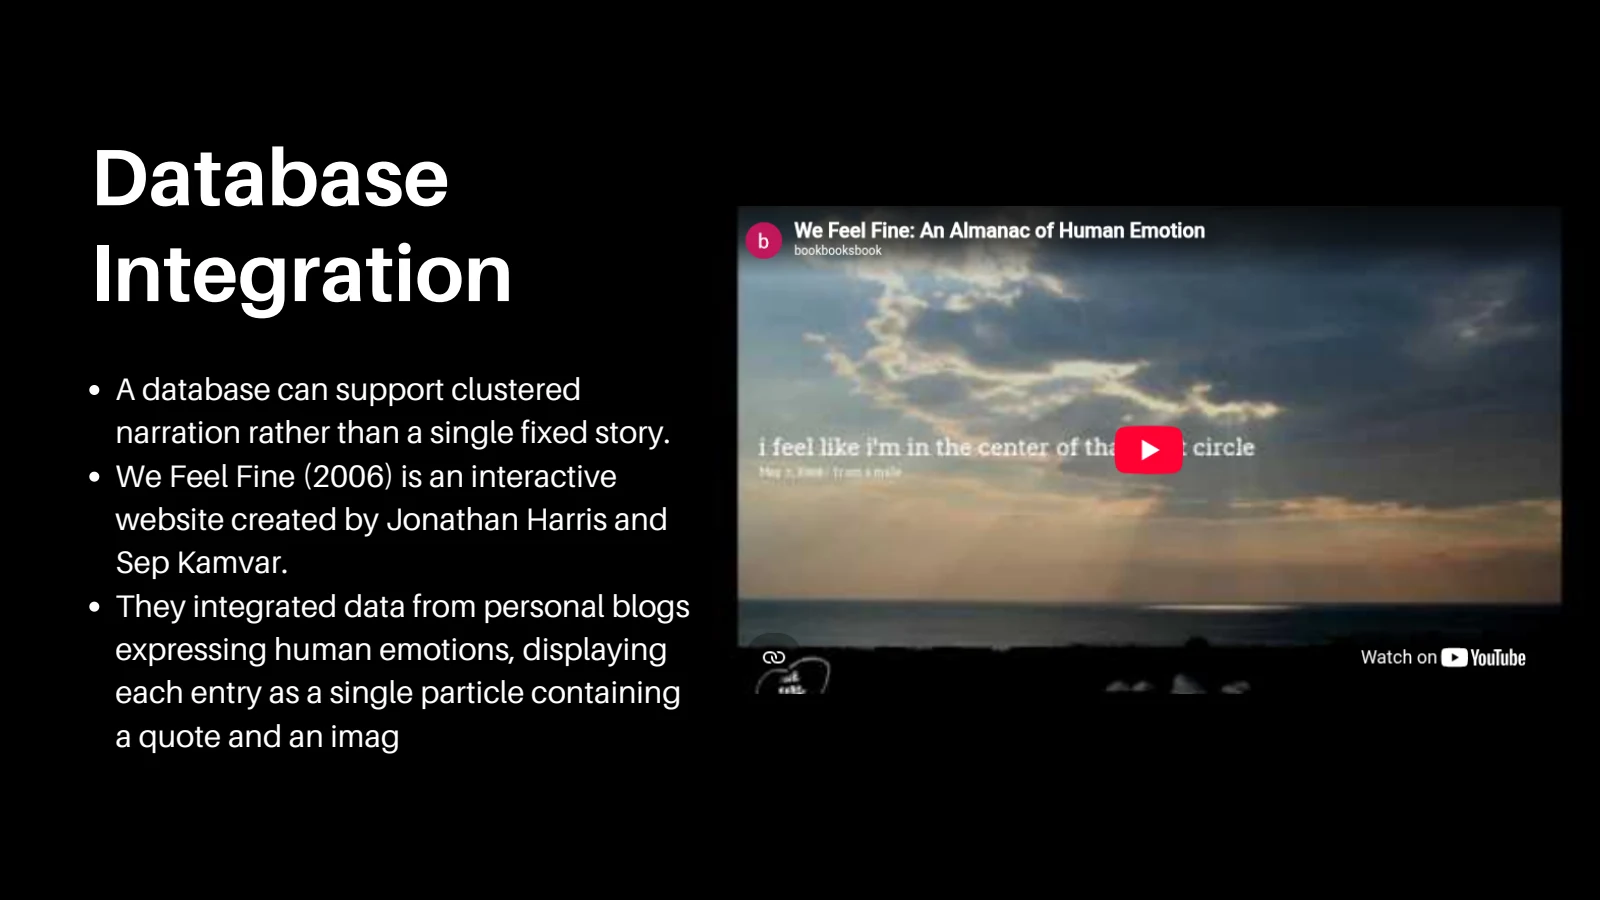 Database
Integration
A database can support clustered
narration rather than a single fixed story.
We Feel Fine (2006) is an interactive
website created by Jonathan Harris and
Sep Kamvar.
They integrated data from personal blogs
expressing human emotions, displaying
each entry as a single particle containing
a quote and an imag
b
We Feel Fine: An Almanac of Human Emotion
bookbooksbook
i feel like i'm in the center of circle
from a male
Watch on YouTube